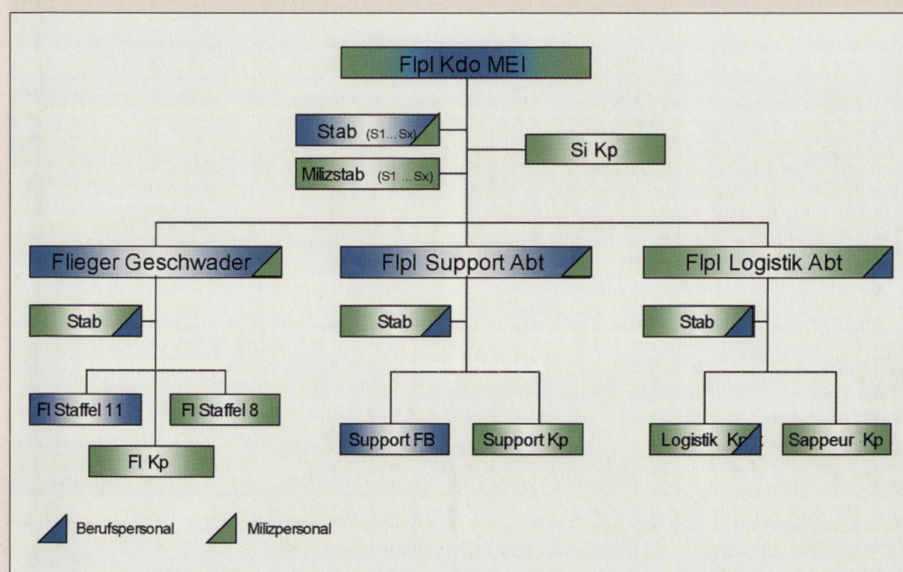 Flpl Kdo MEI
Stab (S1... Sx)
Si Kp
Milizstab (S1 ...Sx)
Flieger Geschwader
Flpl Support Abt
Flpl Logistik Abt
Stab
Stab
Stab
Fl Staffel 11
Fl Staffel 8
Fl Kp
Support FB
Support Kp
Logistik Kp
Sappeur Kp
Berufspersonal
Milizpersonal